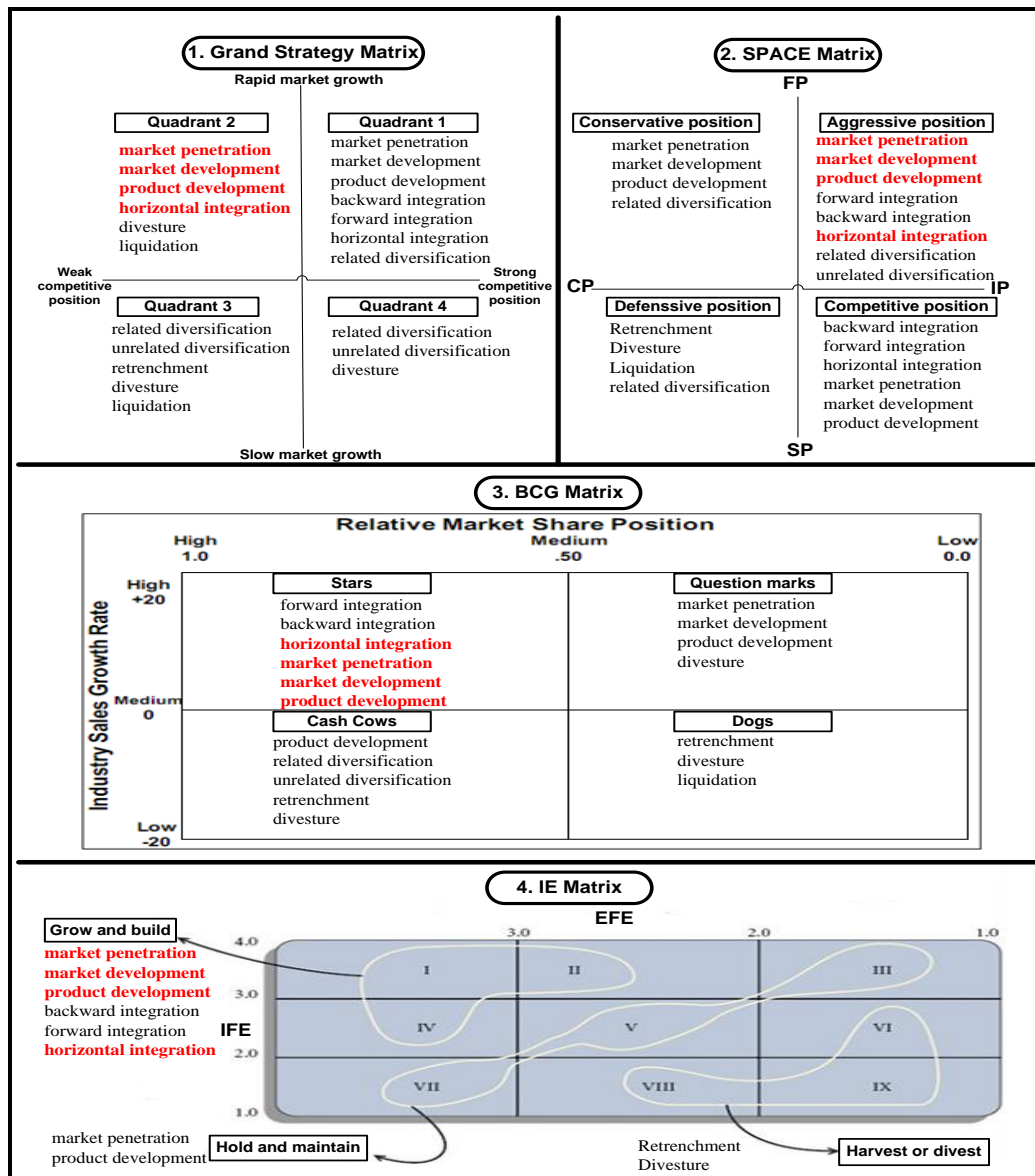 1. Grand Strategy Matrix
Rapid market growth
Quadrant 2
market penetration
market development
product development
horizontal integration
divesture
liquidation
Quadrant 1
market penetration
market development
product development
backward integration
forward integration
horizontal integration
related diversification
Weak
competitive
position
Strong
competitive
position
Quadrant 3
related diversification
unrelated diversification
retrenchment
divesture
liquidation
Quadrant 4
related diversification
unrelated diversification
divesture
Slow market growth
2. SPACE Matrix
FP
Conservative position
market penetration
market development
product development
related diversification
Aggressive position
market penetration
market development
product development
forward integration
backward integration
horizontal integration
related diversification
unrelated diversification
CP
IP
Defenssive position
Retrenchment
Divesture
Liquidation
related diversification
Competitive position
backward integration
forward integration
horizontal integration
market penetration
market development
product development
SP
3. BCG Matrix
Relative Market Share Position
High
1.0
Medium
.50
Low
0.0
Industry Sales Growth Rate
High
+20
Medium
0
Low
-20
Stars
forward integration
backward integration
horizontal integration
market penetration
market development
product development
Question marks
market penetration
market development
product development
divesture
Cash Cows
product development
related diversification
unrelated diversification
retrenchment
divesture
Dogs
retrenchment
divesture
liquidation
4. IE Matrix
EFE
Grow and build
market penetration
market development
product development
backward integration
forward integration
horizontal integration
IFE
4.0
3.0
2.0
1.0
3.0
2.0
1.0
I
II
III
IV
V
VI
VII
VIII
IX
market penetration
product development
Hold and maintain
Retrenchment
Divesture
Harvest or divest